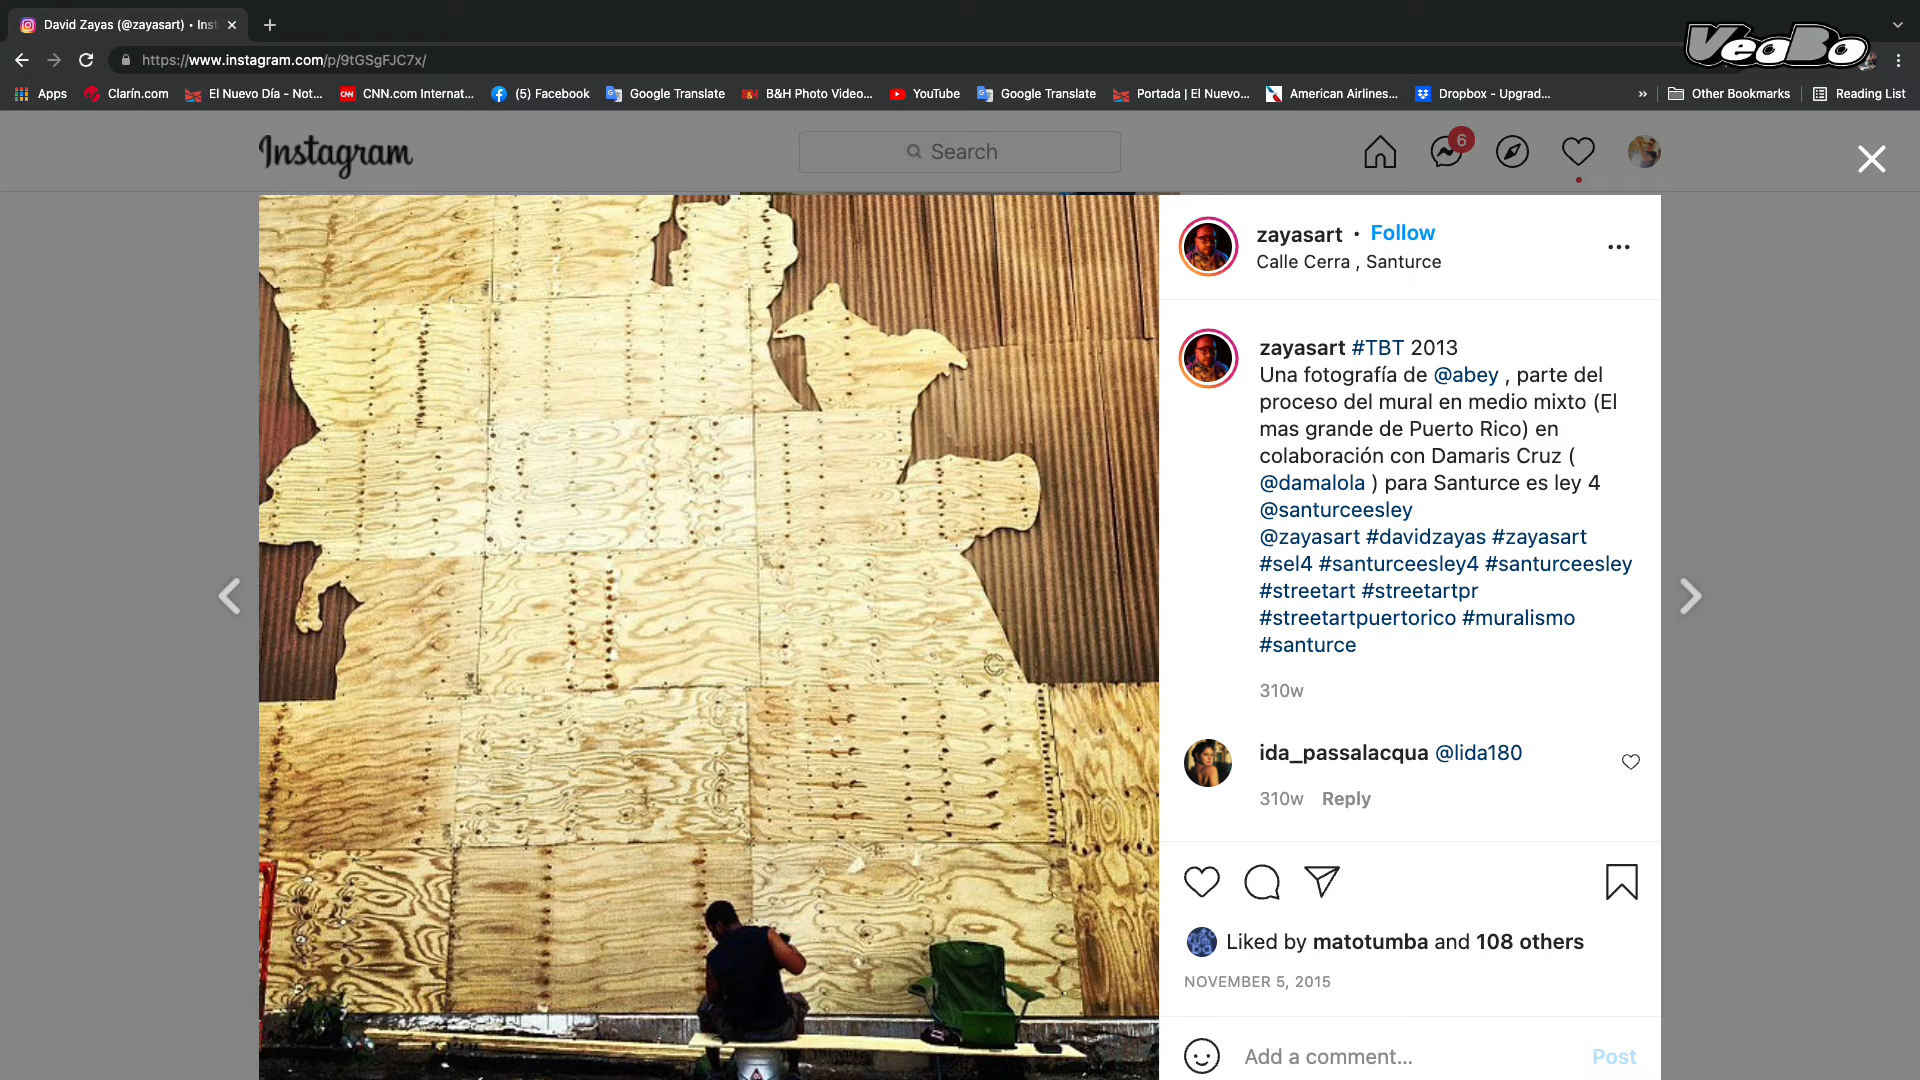 David Zayas (@zayasart) • Inst
VeoBo
https://www.instagram.com/p/9tGSgFJC7x/
Apps
Clarín.com
El Nuevo Día - Not...
CNN
CNN.com Internat...
(5) Facebook
Google Translate
B&H Photo Video...
YouTube
Google Translate
Portada | El Nuevo...
American Airlines...
Dropbox - Upgrad...
»
Other Bookmarks
Reading List
Instagram
Search
6
zayasart • Follow
Calle Cerra , Santurce
zayasart #TBT 2013
Una fotografía de @abey , parte del
proceso del mural en medio mixto (El
mas grande de Puerto Rico) en
colaboración con Damaris Cruz (
@damalola ) para Santurce es ley 4
@santurceesley
@zayasart #davidzayas #zayasart
#sel4 #santurceesley4 #santurceesley
#streetart #streetartpr
#streetartpuertorico #muralismo
#santurce
310w
ida_passalacqua @lida180
310w Reply
Liked by matotumba and 108 others
NOVEMBER 5, 2015
Add a comment...
Post